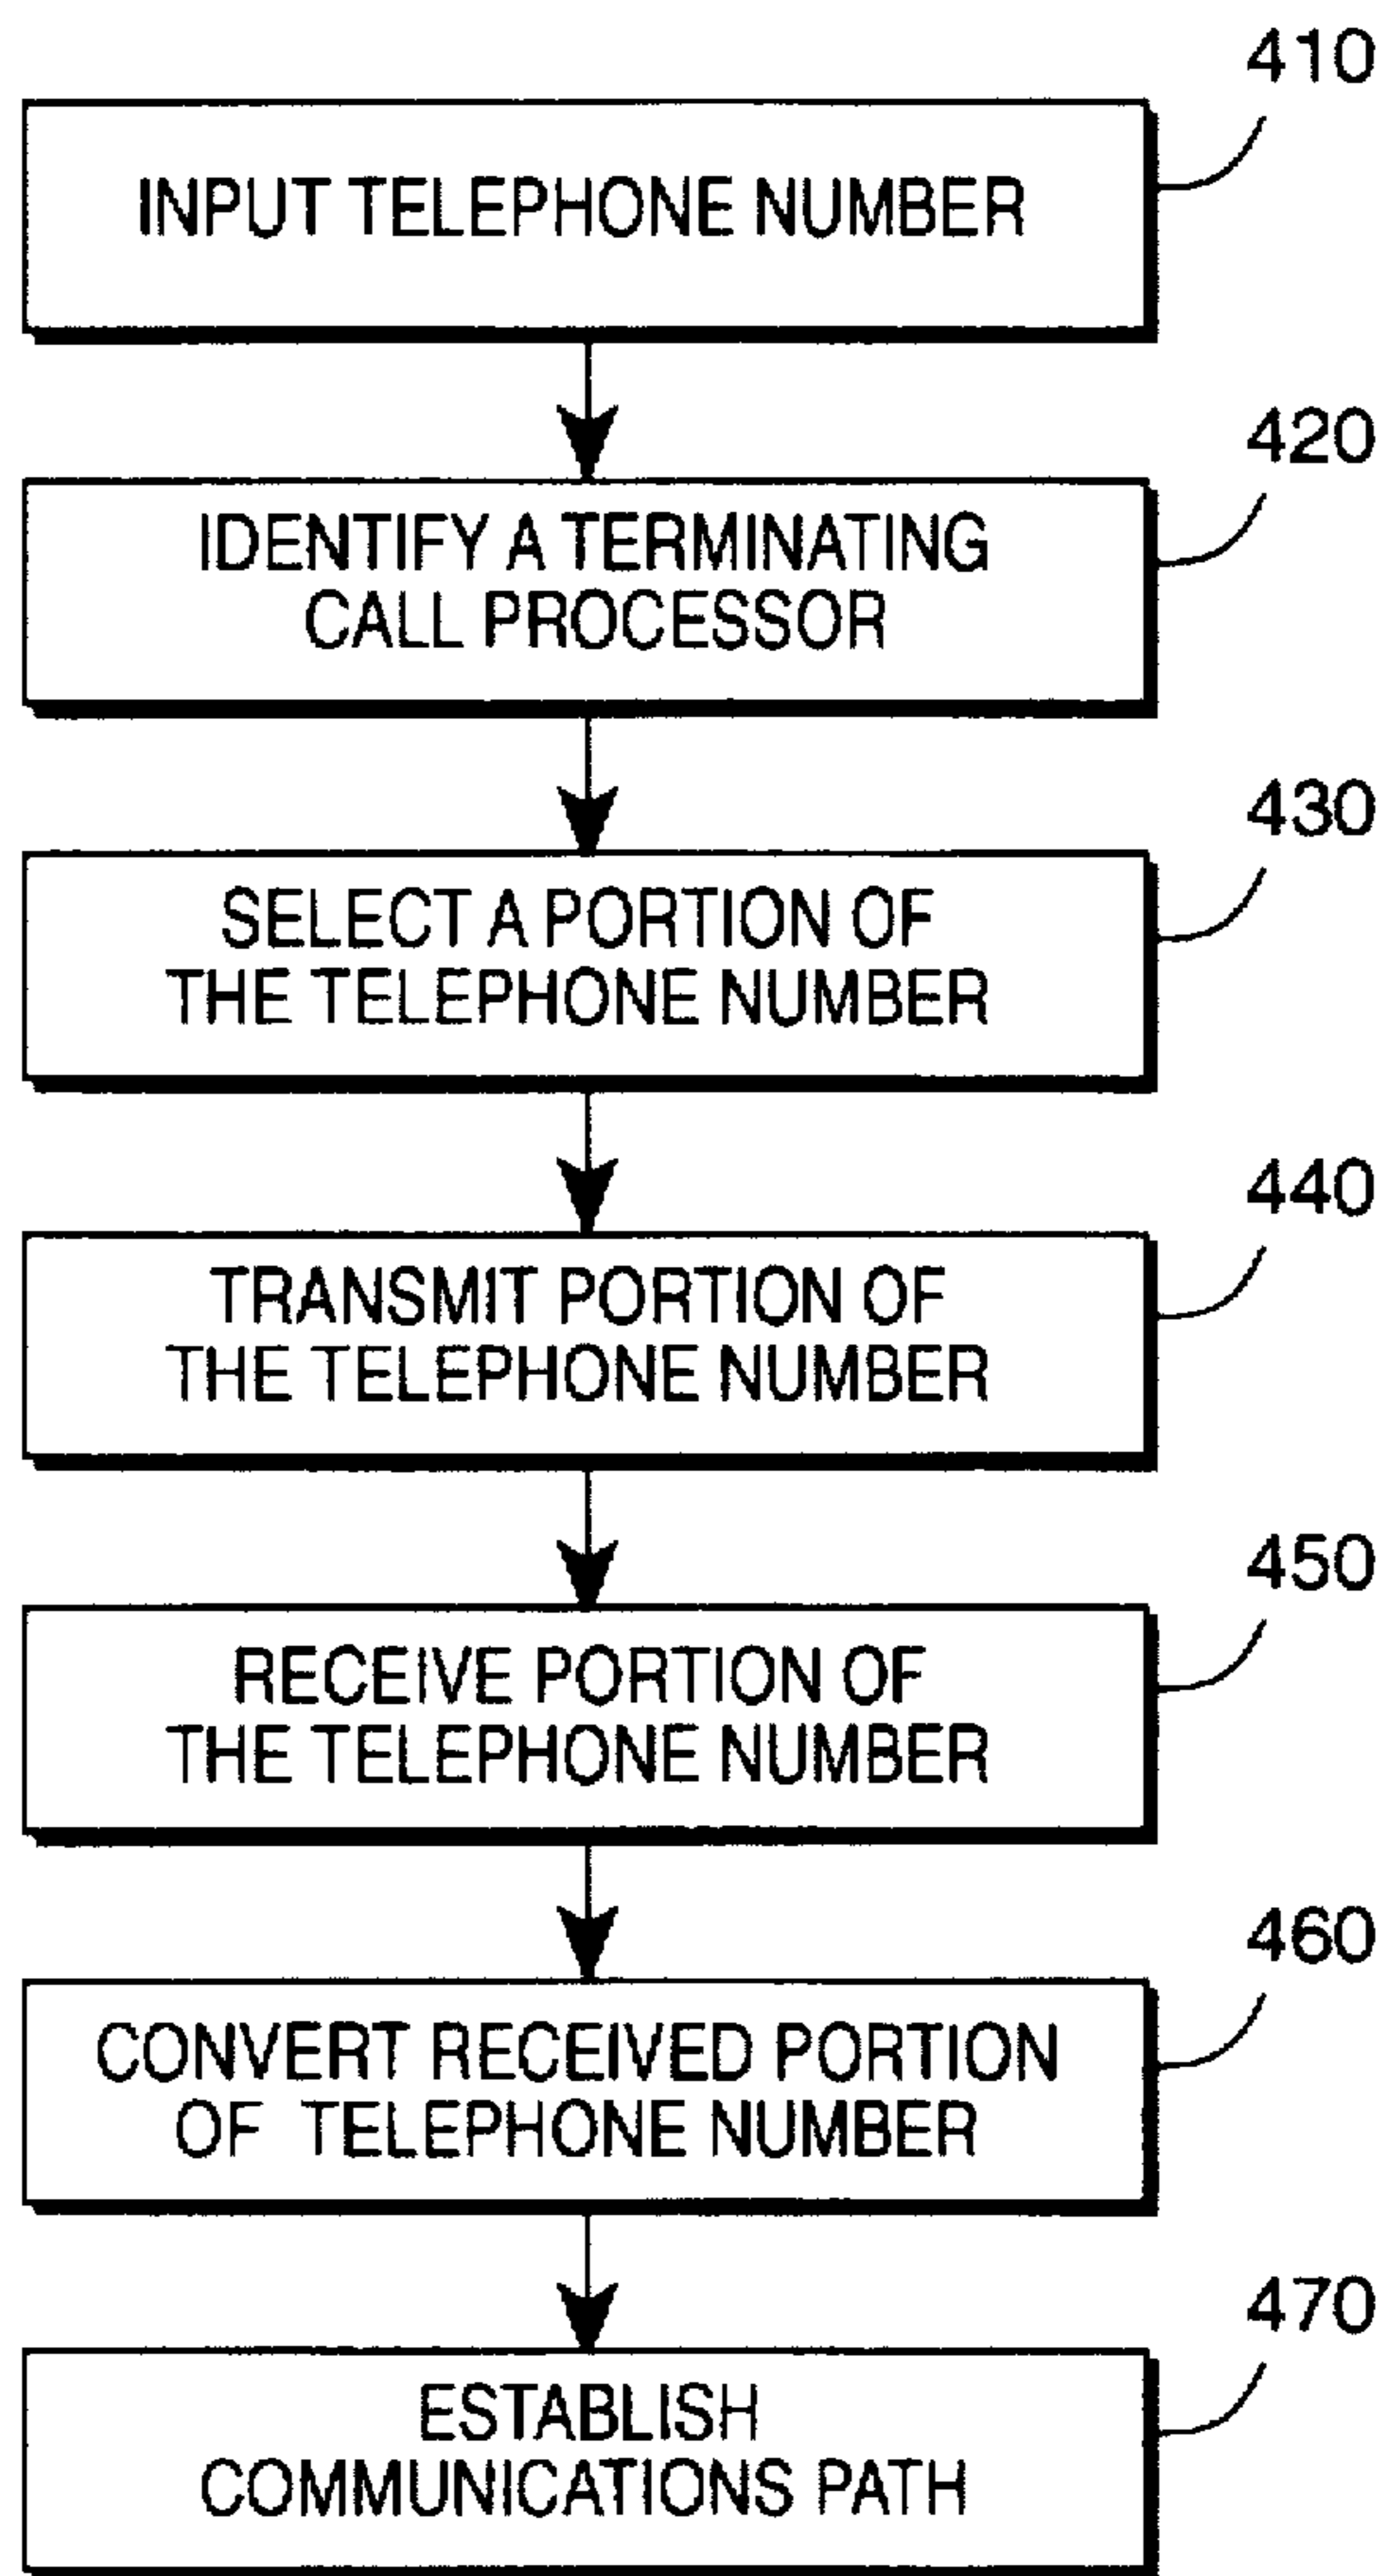 410
INPUT TELEPHONE NUMBER
420
IDENTIFY A TERMINATING
CALL PROCESSOR
430
SELECT A PORTION OF
THE TELEPHONE NUMBER
440
TRANSMIT PORTION OF
THE TELEPHONE NUMBER
450
RECEIVE PORTION OF
THE TELEPHONE NUMBER
460
CONVERT RECEIVED PORTION
OF TELEPHONE NUMBER
470
ESTABLISH
COMMUNICATIONS PATH